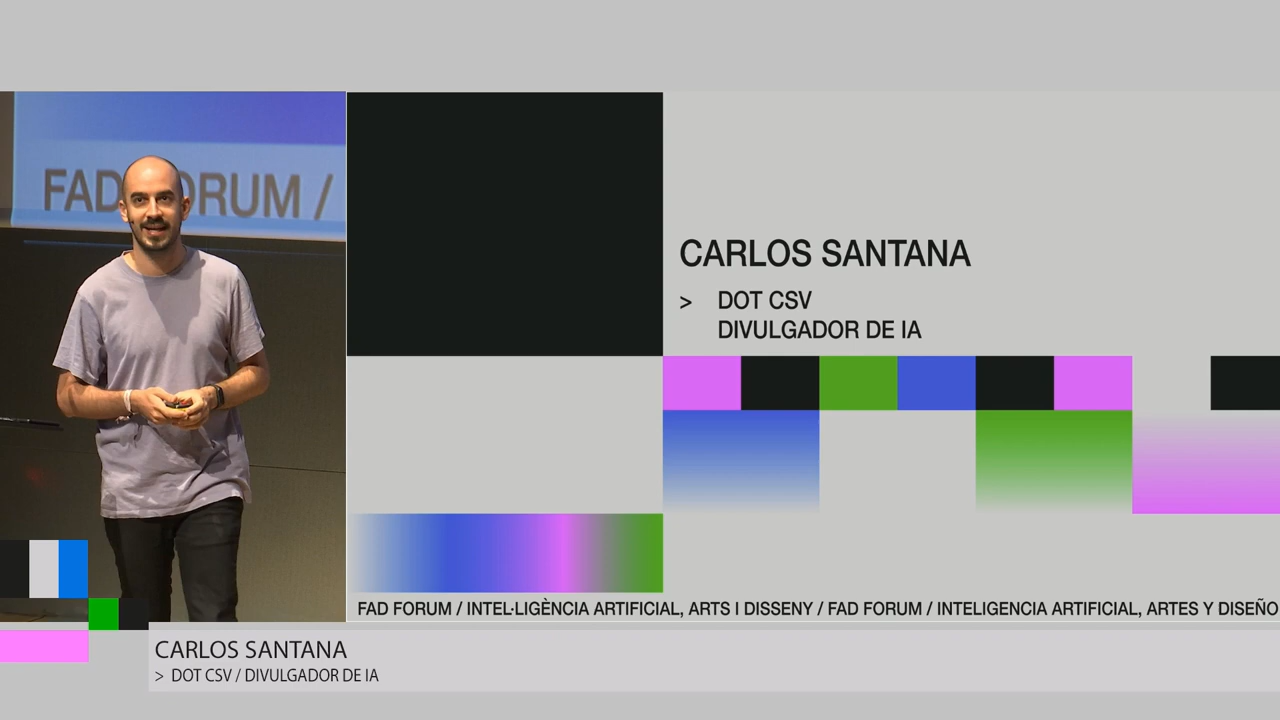 FAD FORUM /
CARLOS SANTANA
> DOT CSV
DIVULGADOR DE IA
FAD FORUM / INTEL·LIGÈNCIA ARTIFICIAL, ARTS I DISSENY / FAD FORUM / INTELIGENCIA ARTIFICIAL, ARTES Y DISEÑO
CARLOS SANTANA
> DOT CSV / DIVULGADOR DE IA